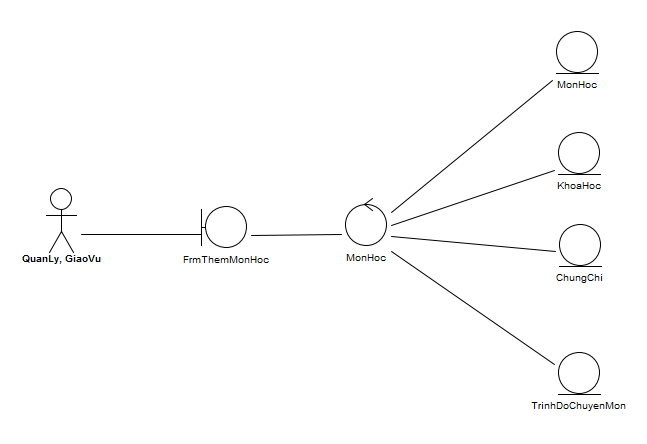 MonHoc
KhoaHoc
QuanLy, GiaoVu
FrmThemMonHoc
MonHoc
ChungChi
TrinhDoChuyenMon